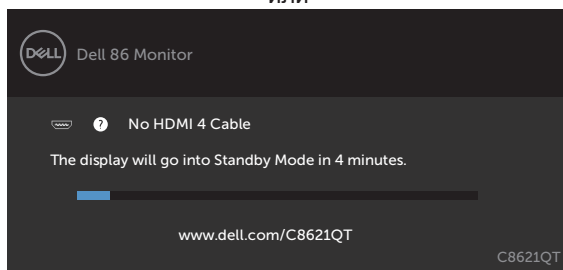 или
DELL
Dell 86 Monitor
? No HDMI 4 Cable
The display will go into Standby Mode in 4 minutes.
www.dell.com/C8621QT
C8621QT